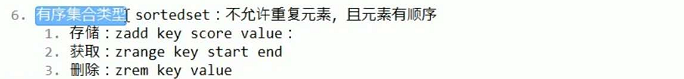 6. 有序集合类型 sortedset：不允许重复元素，且元素有顺序
1. 存储：zadd key score value：
2. 获取：zrange key start end
3. 删除：zrem key value